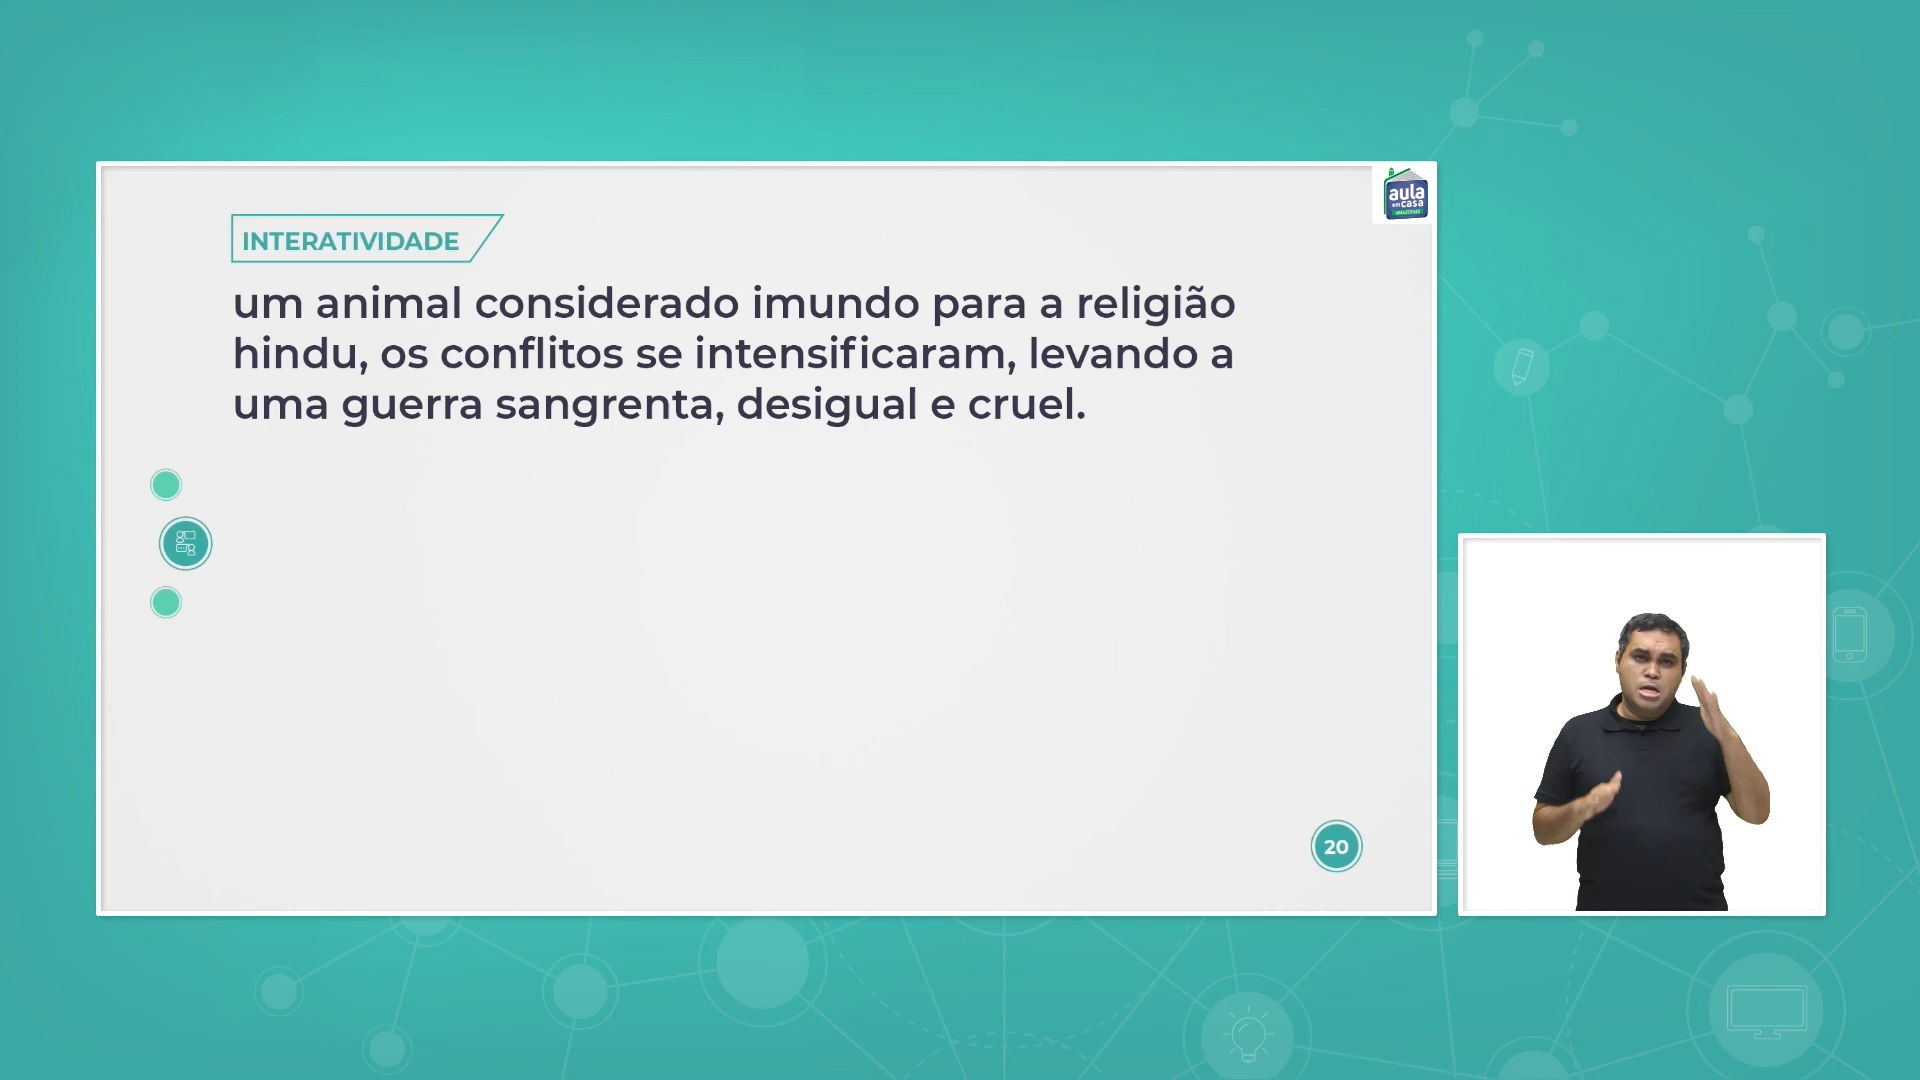 aula
em casa
AMAZONAS
INTERATIVIDADE
um animal considerado imundo para a religião
hindu, os conflitos se intensificaram, levando a
uma guerra sangrenta, desigual e cruel.
20